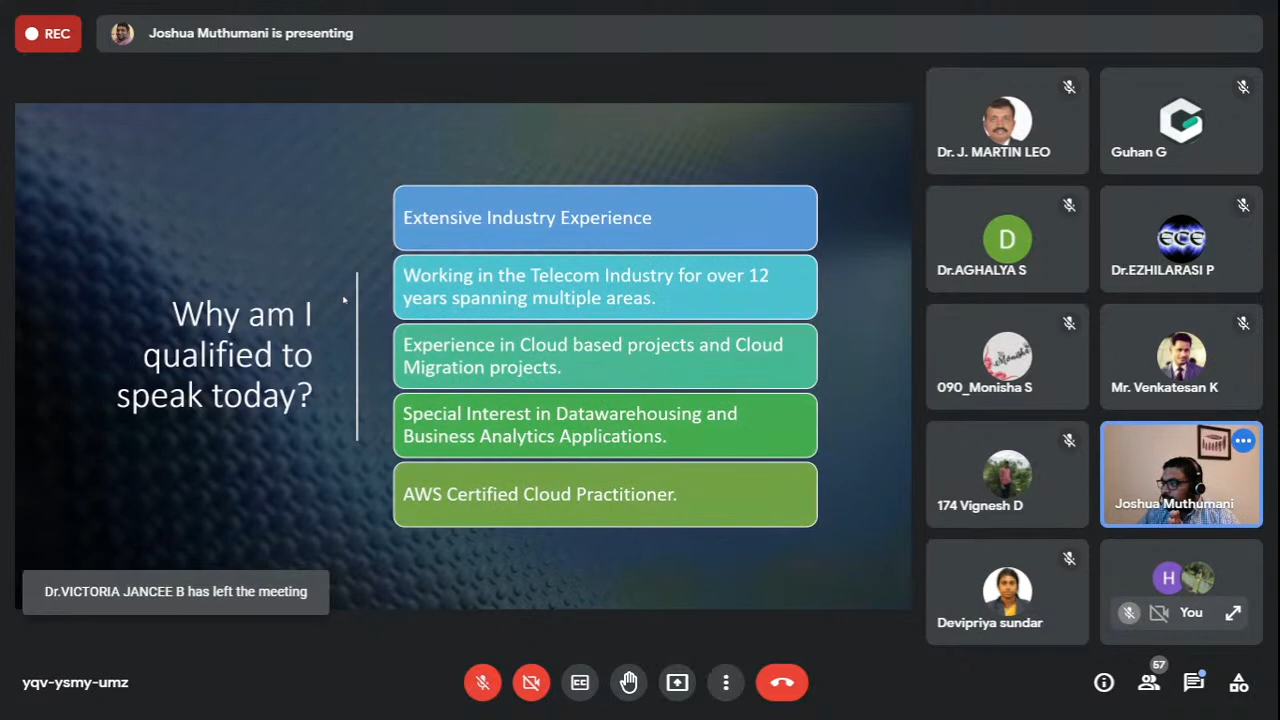 REC
Joshua Muthumani is presenting
Why am I
qualified to
speak today?
Extensive Industry Experience
Working in the Telecom Industry for over 12
years spanning multiple areas.
Experience in Cloud based projects and Cloud
Migration projects.
Special Interest in Datawarehousing and
Business Analytics Applications.
AWS Certified Cloud Practitioner.
Dr.VICTORIA JANCEE B has left the meeting
Dr. J. MARTIN LEO
Guhan G
D
Dr.AGHALYA S
ECE
Dr.EZHILARASI P
Monisha
090_Monisha S
Mr. Venkatesan K
174 Vignesh D
Joshua Muthumani
Devipriya sundar
H
You
yqv-ysmy-umz
CC
57